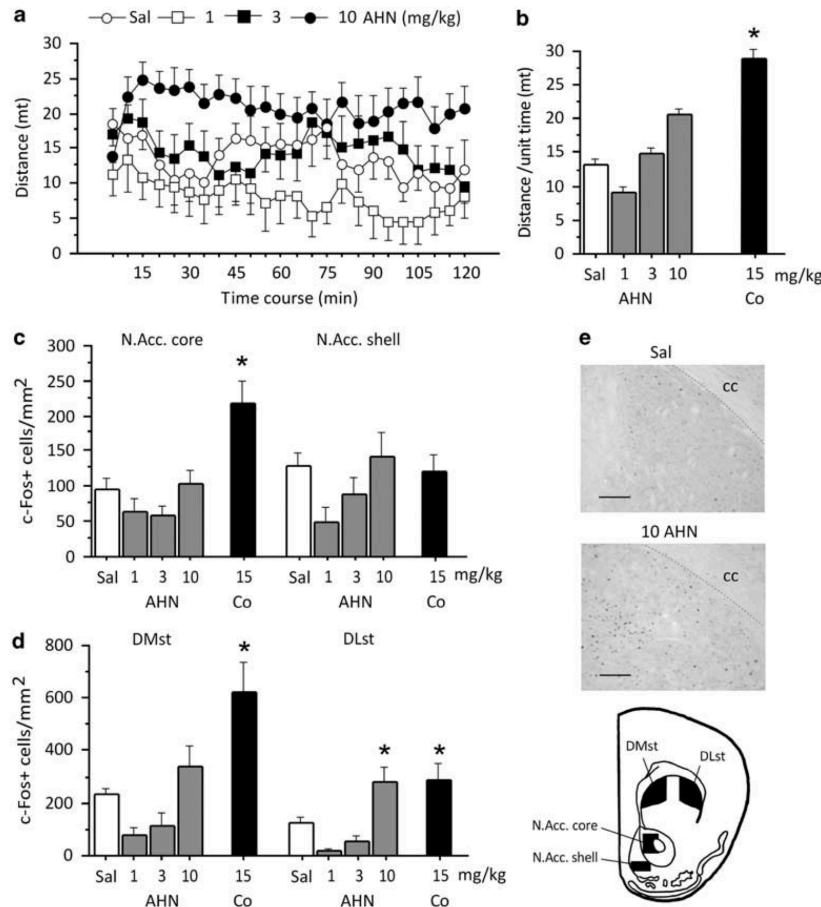 a
Sal 1 3 10 AHN (mg/kg)
Distance (mt)
30
25
20
15
10
5
0
15 30 45 60 75 90 105 120
Time course (min)
b
*
Distance /unit time (mt)
30
25
20
15
10
5
0
Sal 1 3 10 15 mg/kg
AHN Co
c
N.Acc. core N.Acc. shell
*
c-Fos+ cells/mm2
300
250
200
150
100
50
0
Sal 1 3 10 15 Sal 1 3 10 15 mg/kg
AHN Co AHN Co
d
DMst DLst
* * *
c-Fos+ cells/mm2
800
600
400
200
0
Sal 1 3 10 15 Sal 1 3 10 15 mg/kg
AHN Co AHN Co
e
Sal
cc
10 AHN
cc
DMst DLst
N.Acc. core
N.Acc. shell